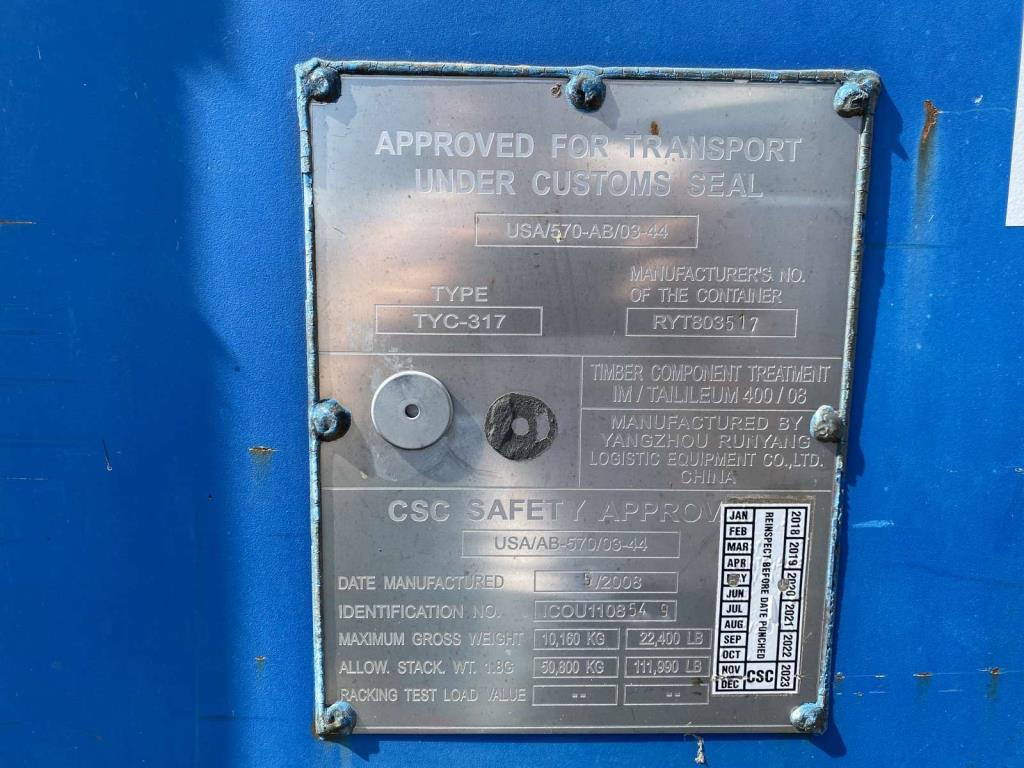 APPROVED FOR TRANSPORT
UNDER CUSTOMS SEAL
USA/570-AB/03-44
TYPE
TYC-317
MANUFACTURER'S NO.
OF THE CONTAINER
RYT803517
TIMBER COMPONENT TREATMENT
IM / TAILILEUM 400 / 08
MANUFACTURED BY
YANGZHOU RUNYANG
LOGISTIC EQUIPMENT CO.,LTD.
CHINA
CSC SAFETY APPROV
USA/AB-570/03-44
DATE MANUFACTURED 5/2008
IDENTIFICATION NO. ICOU110854 9
MAXIMUM GROSS WEIGHT 10,160 KG 22,400 LB
ALLOW. STACK. WT. 1.8G 50,800 KG 111,990 LB
RACKING TEST LOAD VALUE -- --
JAN
FEB
MAR
APR
MAY
JUN
JUL
AUG
SEP
OCT
NOV
DEC
REINSPECT BEFORE DATE PUNCHED
CSC
2018 2019 2020 2021 2022 2023